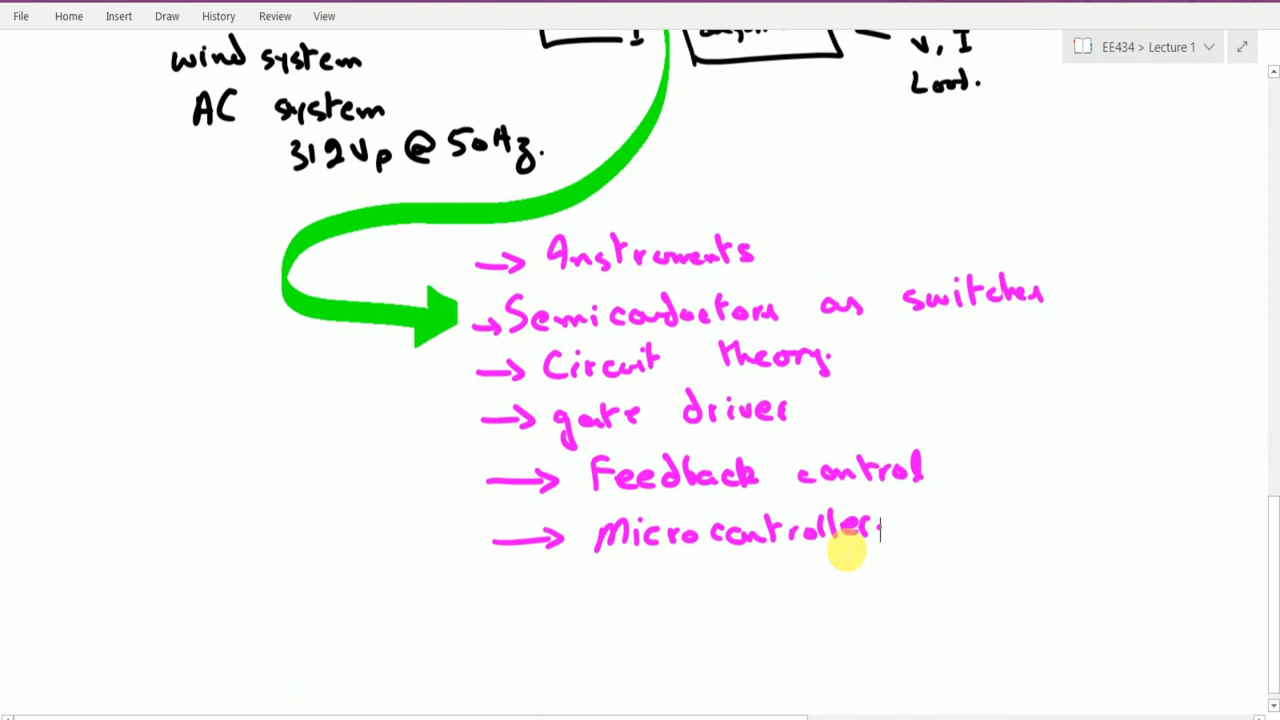 File Home Insert Draw History Review View
EE434 > Lecture 1
I
v, I
Load.
wind system
AC system
312Vp @ 50Hz.
→ Instruments
→ Semiconductors as switches
→ Circuit theory.
→ gate driver
→ Feedback control
→ Microcontroller.